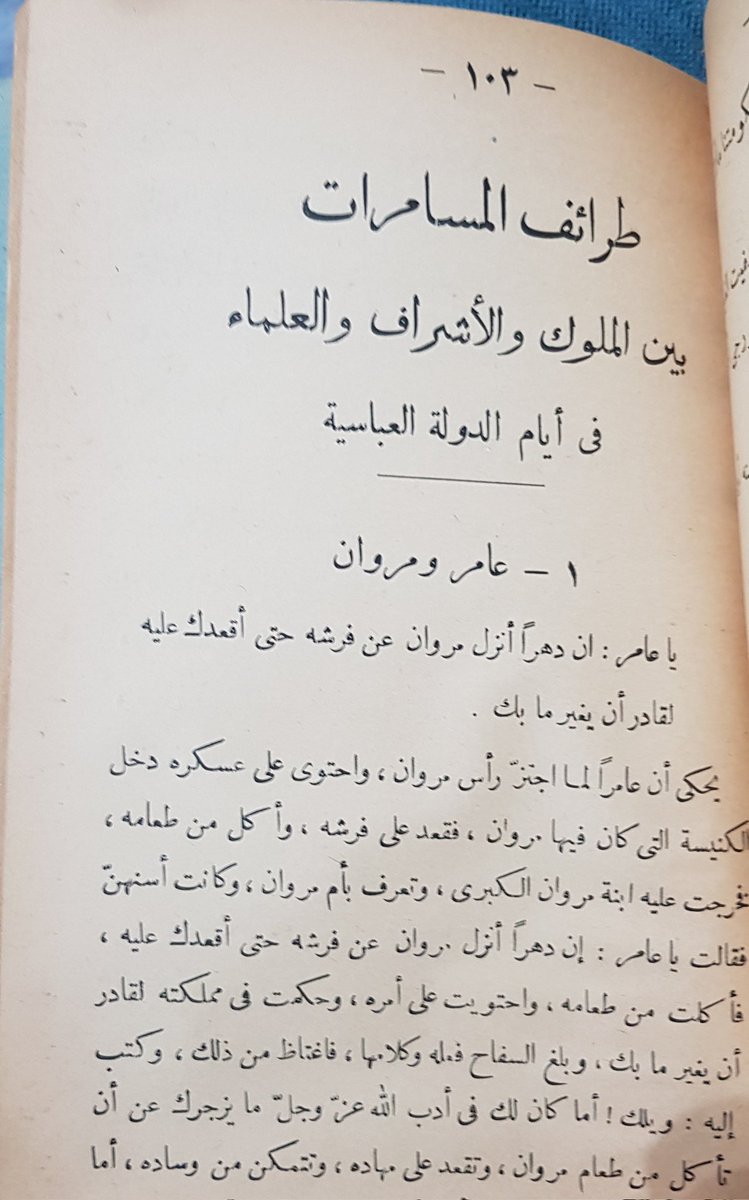 - ١٠٣ -
طرائف المسامرات
بين الملوك والأشراف والعلماء
فى أيام الدولة العباسية
١ - عامر ومروان
يا عامر : ان دهراً أنزل مروان عن فرشه حتى أقعدك عليه
لقادر أن يغير ما بك .
يحكى أن عامراً لما اجتزّ رأس مروان ، واحتوى على عسكره دخل
الكنيسة التى كان فيها مروان ، فقعد على فرشه ، وأكل من طعامه ،
فخرجت عليه ابنة مروان الكبرى ، وتعرف بأم مروان ، وكانت أسنهنّ
فقالت يا عامر : إن دهراً أنزل مروان عن فرشه حتى أقعدك عليه ،
فأكلت من طعامه ، واحتويت على أمره ، وحكمت فى مملكته لقادر
أن يغير ما بك . وبلغ السفاح فعله وكلامها ، فاغتاظ من ذلك ، وكتب
إليه : ويلك ! أما كان لك فى أدب الله عزّ وجلّ ما يزجرك عن أن
تأكل من طعام مروان ، وتقعد على مهاده ، وتتمكن من وساده ، أما